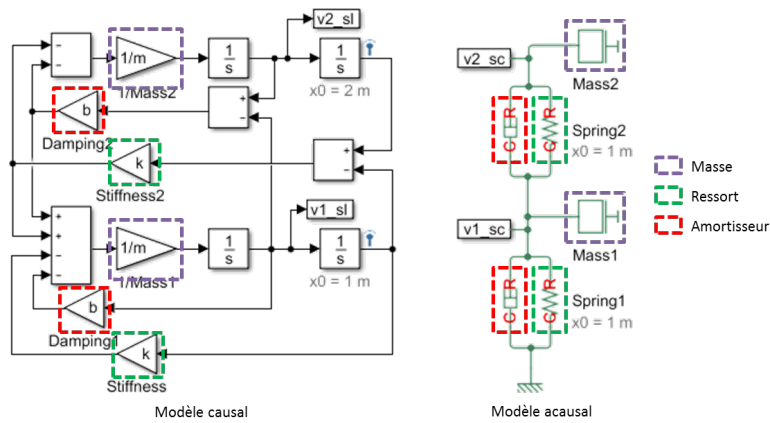 v2_sl
−
−
1/m
1
s
1
s
1/Mass2
x0 = 2 m
b
+
−
Damping2
k
+
−
Stiffness2
v1_sl
+
+
−
−
1/m
1
s
1
s
1/Mass1
x0 = 1 m
b
Damping1
k
Stiffness
Modèle causal
v2_sc
Mass2
R
R
C
C
Spring2
x0 = 1 m
v1_sc
Mass1
R
R
C
C
Spring1
x0 = 1 m
Modèle acausal
Masse
Ressort
Amortisseur